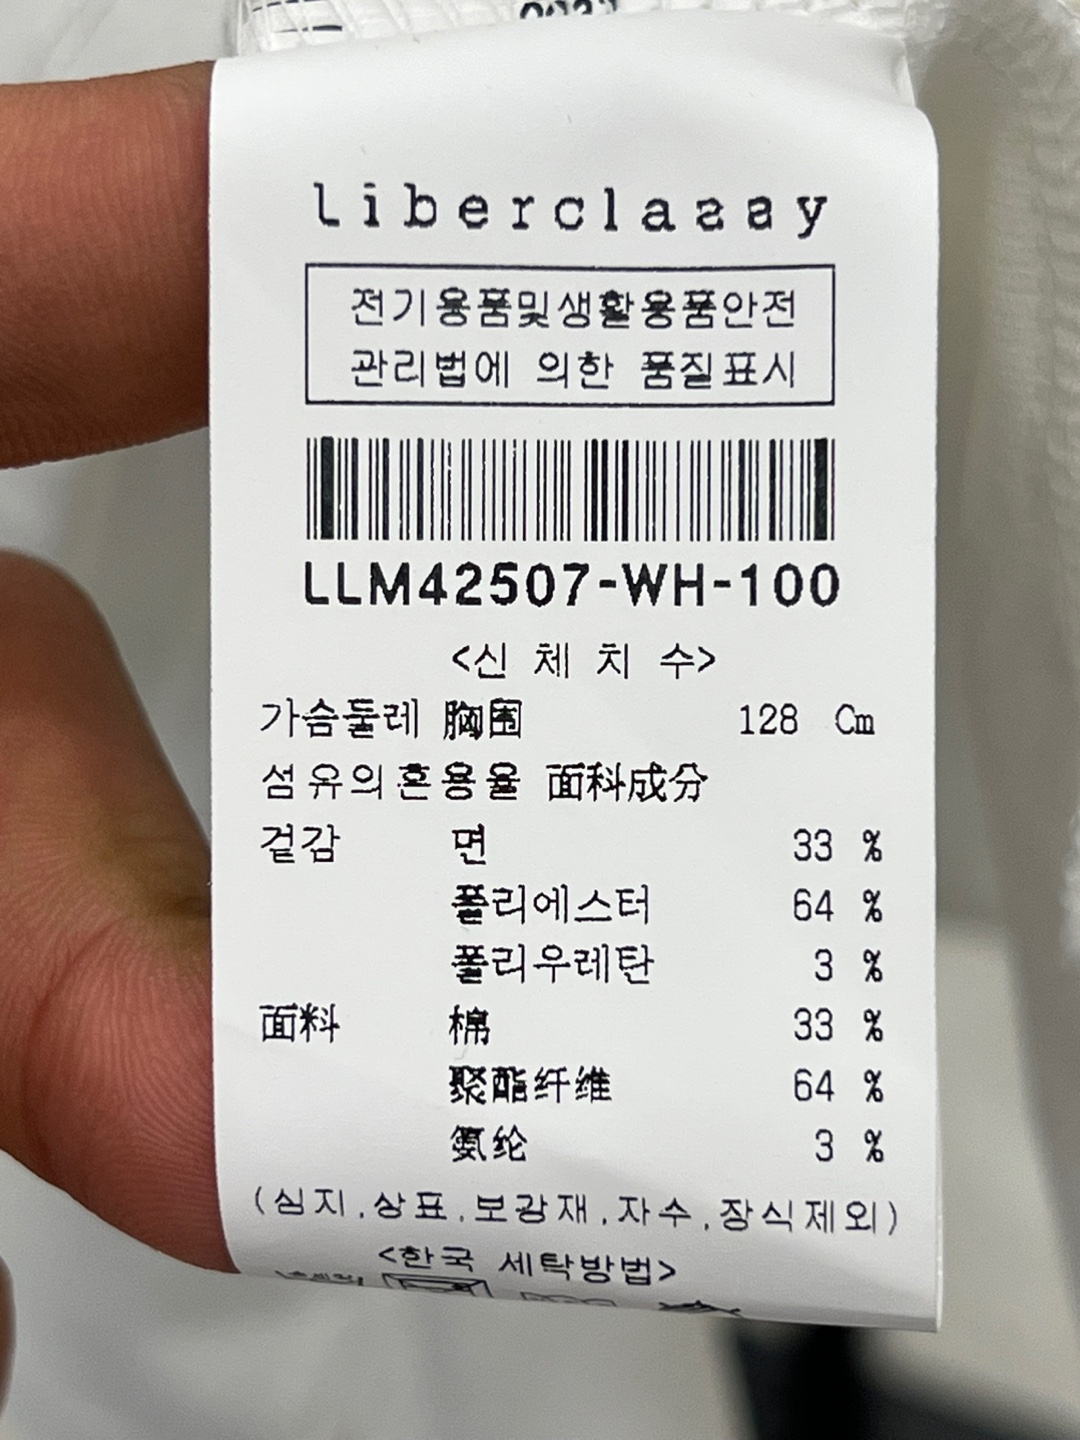 liberclassy
전기용품및생활용품안전
관리법에 의한 품질표시
LLM42507-WH-100
<신 체 치 수>
가슴둘레 胸围 128 Cm
섬유의혼용율 面料成分
겉감 면 33 %
폴리에스터 64 %
폴리우레탄 3 %
面料 棉 33 %
聚酯纤维 64 %
氨纶 3 %
(심지,상표,보강재,자수,장식제외)
<한국 세탁방법>